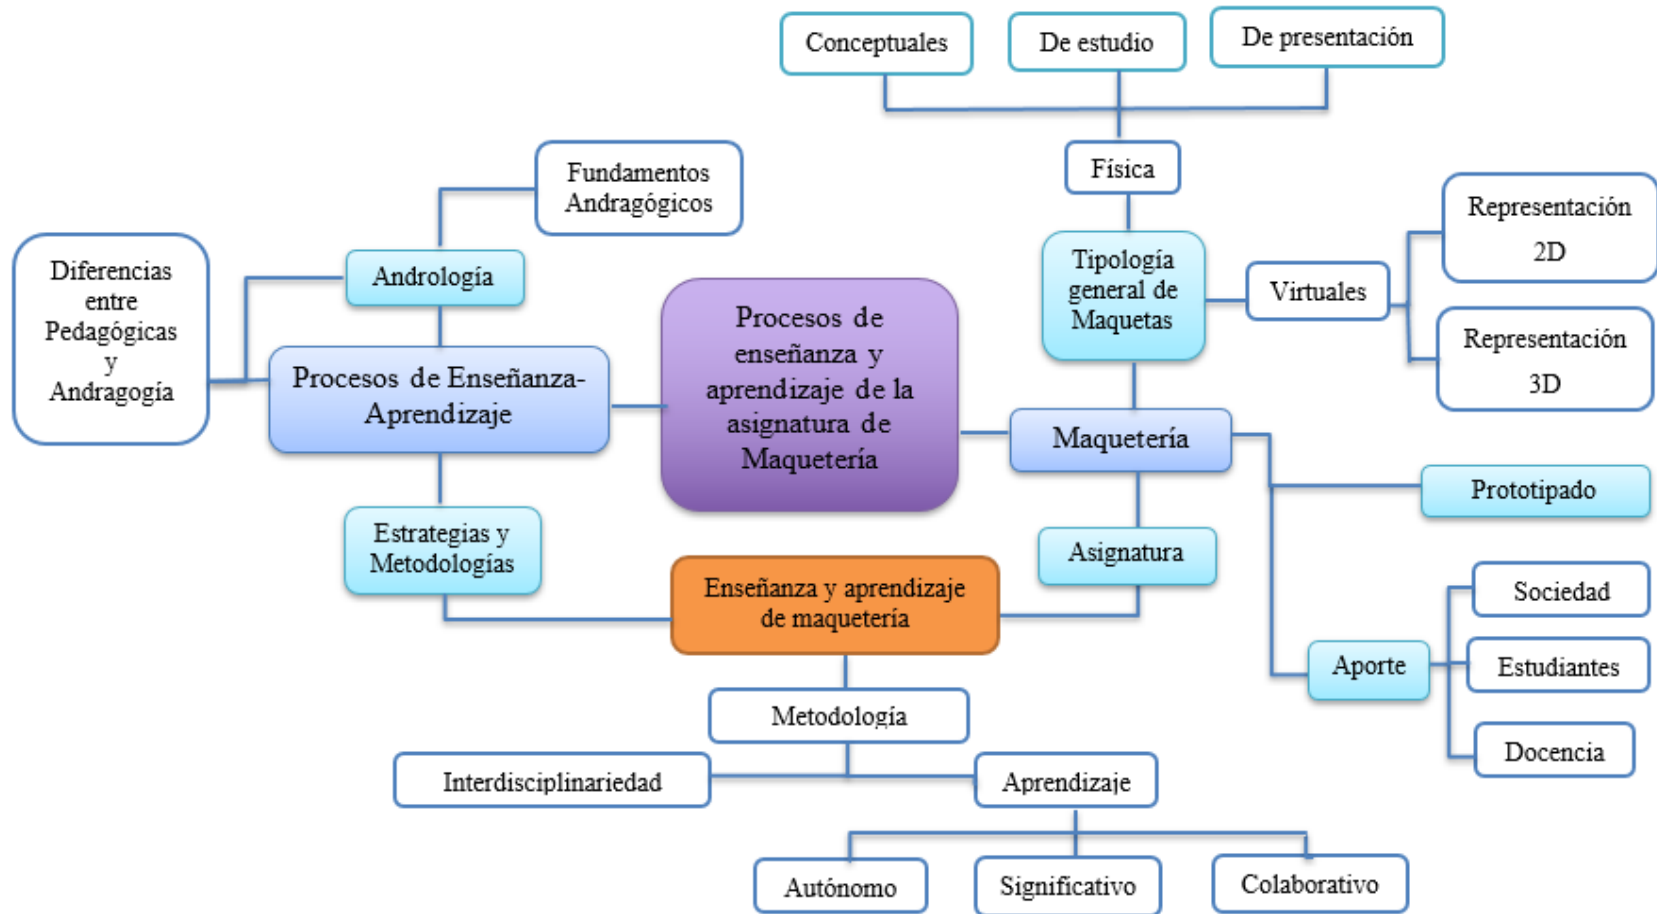 Conceptuales
De estudio
De presentación
Física
Fundamentos
Andragógicos
Diferencias
entre
Pedagógicas
y
Andragogía
Andrología
Procesos de Enseñanza-
Aprendizaje
Estrategias y
Metodologías
Procesos de
enseñanza y
aprendizaje de la
asignatura de
Maquetería
Tipología
general de
Maquetas
Virtuales
Representación
2D
Representación
3D
Maquetería
Prototipado
Asignatura
Aporte
Sociedad
Estudiantes
Docencia
Enseñanza y aprendizaje
de maquetería
Metodología
Interdisciplinariedad
Aprendizaje
Autónomo
Significativo
Colaborativo